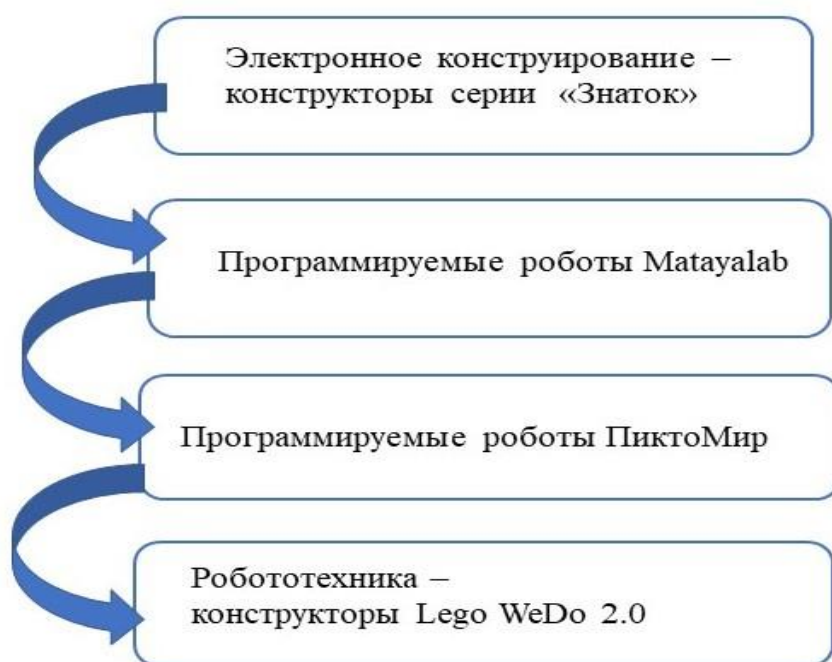 Электронное конструирование –
конструкторы серии «Знаток»
Программируемые роботы Matayalab
Программируемые роботы ПиктоМир
Робототехника –
конструкторы Lego WeDo 2.0